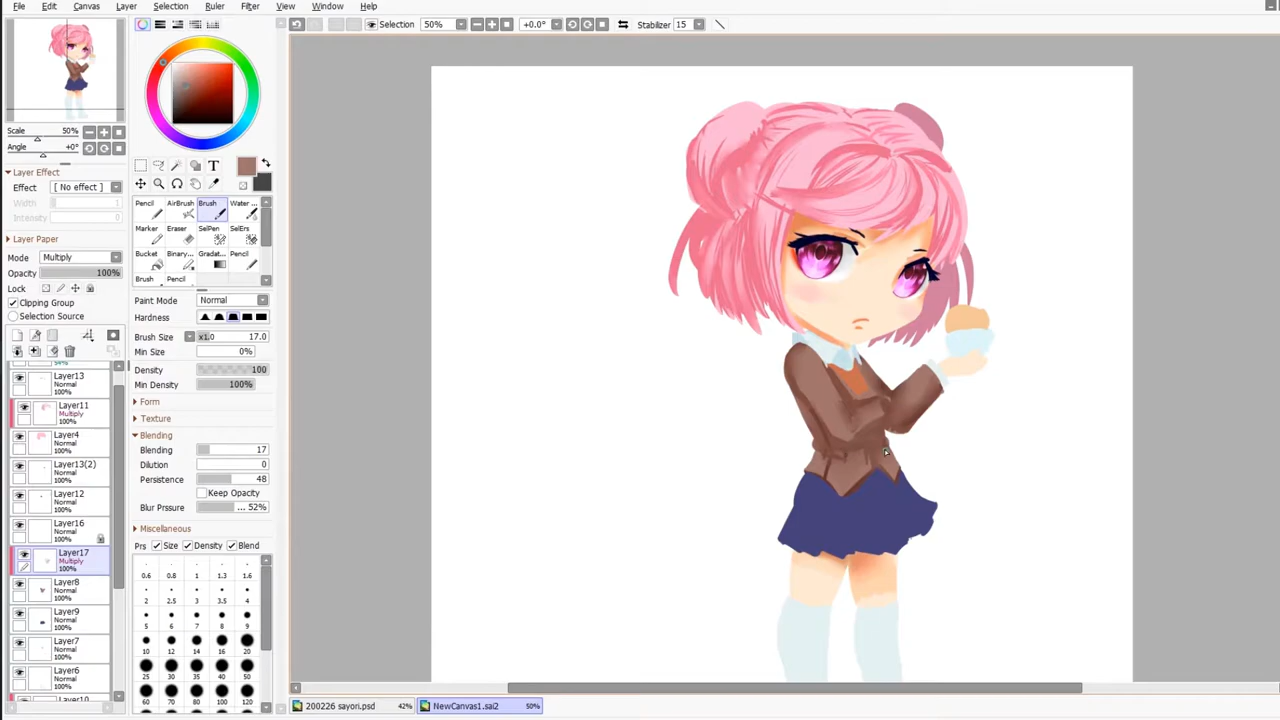 File Edit Canvas Layer Selection Ruler Filter View Window Help
Selection 50% +0.0° Stabilizer 15
Scale 50%
Angle +0°
Layer Effect
Effect [ No effect ]
Width 1
Intensity 0
Layer Paper
Mode Multiply
Opacity 100%
Lock
Clipping Group
Selection Source
Layer13
Normal
100%
Layer11
Multiply
100%
Layer4
Normal
100%
Layer13(2)
Normal
100%
Layer12
Normal
100%
Layer16
Normal
100%
Layer17
Multiply
100%
Layer8
Normal
100%
Layer9
Normal
100%
Layer7
Normal
100%
Layer6
Normal
100%
Layer10
T
Pencil AirBrush Brush Water ...
Marker Eraser SelPen SelErs
Bucket Binary... Gradat... Pencil
Brush Pencil
Paint Mode Normal
Hardness
Brush Size x1.0 17.0
Min Size 0%
Density 100
Min Density 100%
Form
Texture
Blending
Blending 17
Dilution 0
Persistence 48
Keep Opacity
Blur Prssure ... 52%
Miscellaneous
Prs Size Density Blend
0.6 0.8 1 1.3 1.6
2 2.5 3 3.5 4
5 6 7 8 9
10 12 14 16 20
25 30 35 40 50
60 70 80 100 120
200226 sayori.psd 42% NewCanvas1.sai2 50%